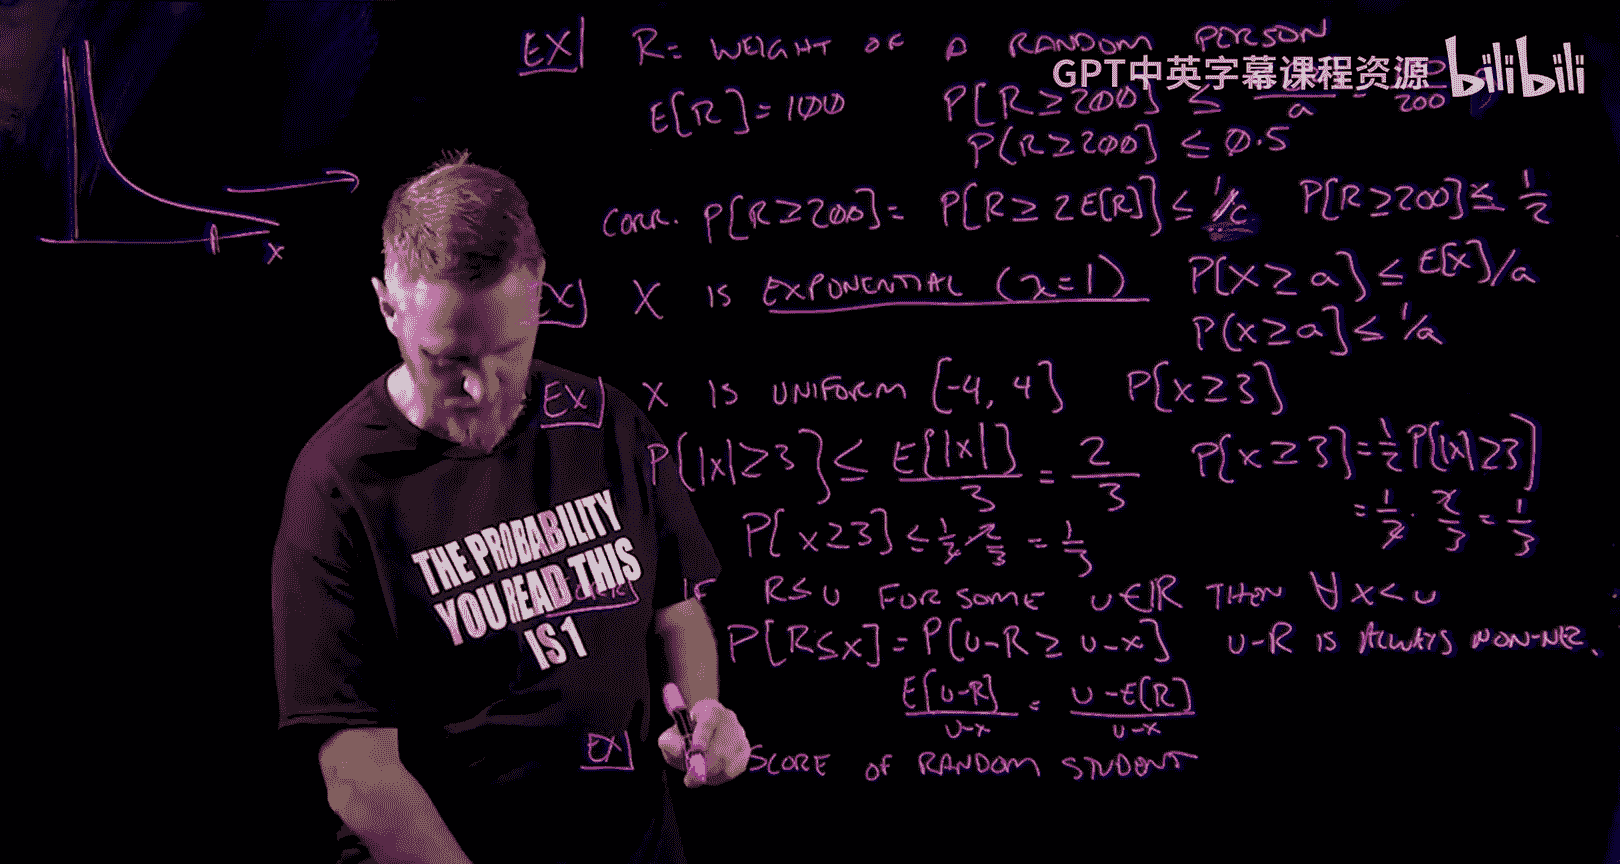 EX R = WEIGHT OF A RANDOM PERSON
GPT中英字幕课程资源 bilibili
E[R] = 100 P[R ≥ 200] ≤ /a = /200
P[R ≥ 200] ≤ 0.5
CORR. P[R ≥ 200] = P[R ≥ 2E[R]] ≤ 1/c P[R ≥ 200] ≤ 1/2
X
X X IS EXPONENTIAL (λ=1) P[X ≥ a] ≤ E[X]/a
P[X ≥ a] ≤ 1/a
EX X IS UNIFORM [-4, 4] P[X ≥ 3]
P[|X| ≥ 3] ≤ E[|X|]/3 = 2/3 P[X ≥ 3] = 1/2 P[|X| ≥ 3]
= 1/2 · 2/3 = 1/3
P[X ≥ 3] ≤ 1/2 · 2/3 = 1/3
THE PROBABILITY
YOU READ THIS
IS 1
IF R ≤ U FOR SOME U ∈ ℝ THEN ∀ X < U
P[R ≤ X] = P[U-R ≥ U-X] U-R IS ALWAYS NON-NEG.
E[U-R]/U-X = U-E[R]/U-X
EX SCORE OF RANDOM STUDENT